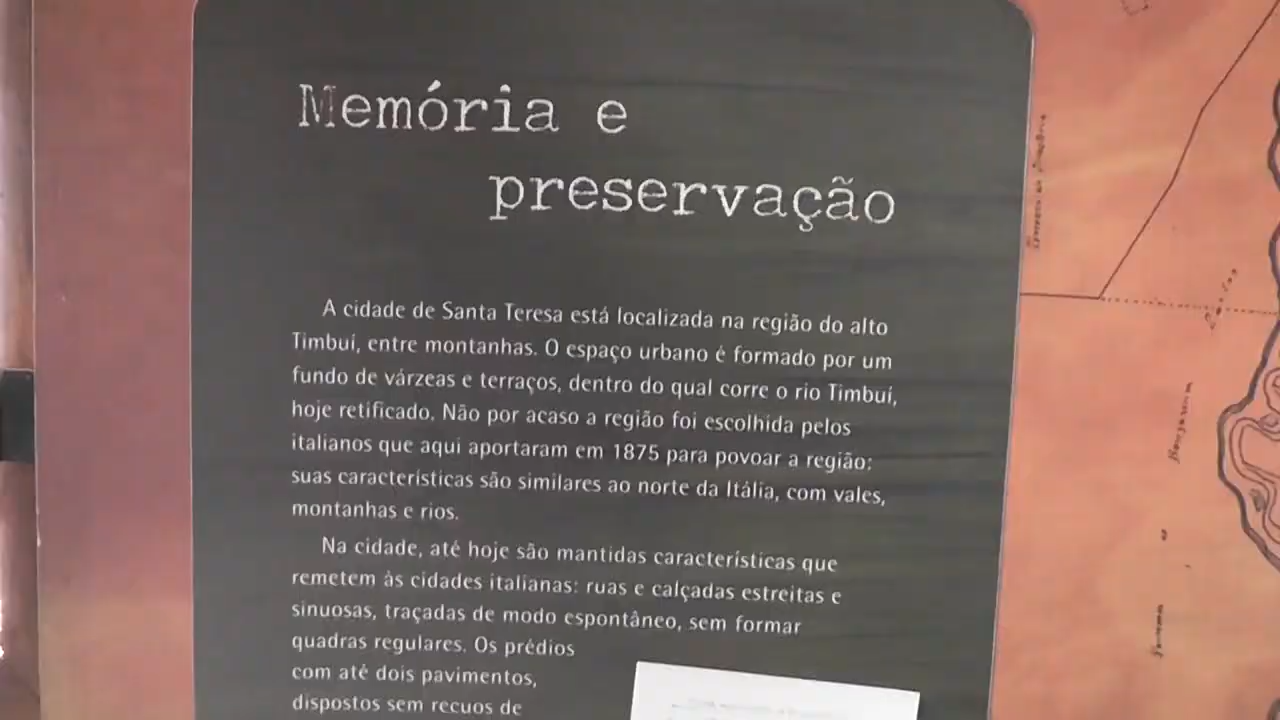 Memória e
preservação
A cidade de Santa Teresa está localizada na região do alto
Timbuí, entre montanhas. O espaço urbano é formado por um
fundo de várzeas e terraços, dentro do qual corre o rio Timbuí,
hoje retificado. Não por acaso a região foi escolhida pelos
italianos que aqui aportaram em 1875 para povoar a região:
suas características são similares ao norte da Itália, com vales,
montanhas e rios.
Na cidade, até hoje são mantidas características que
remetem às cidades italianas: ruas e calçadas estreitas e
sinuosas, traçadas de modo espontâneo, sem formar
quadras regulares. Os prédios
com até dois pavimentos,
dispostos sem recuos de